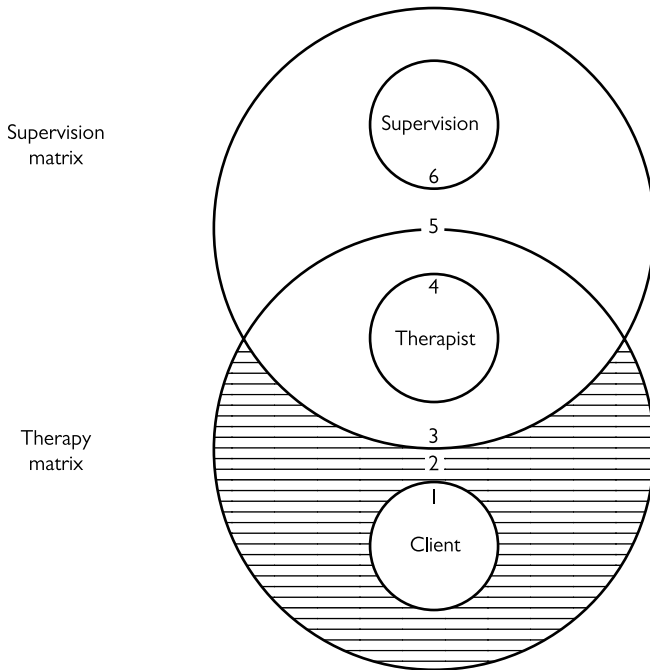 Supervision
matrix
Supervision
6
5
4
Therapist
3
Therapy
matrix
2
1
Client